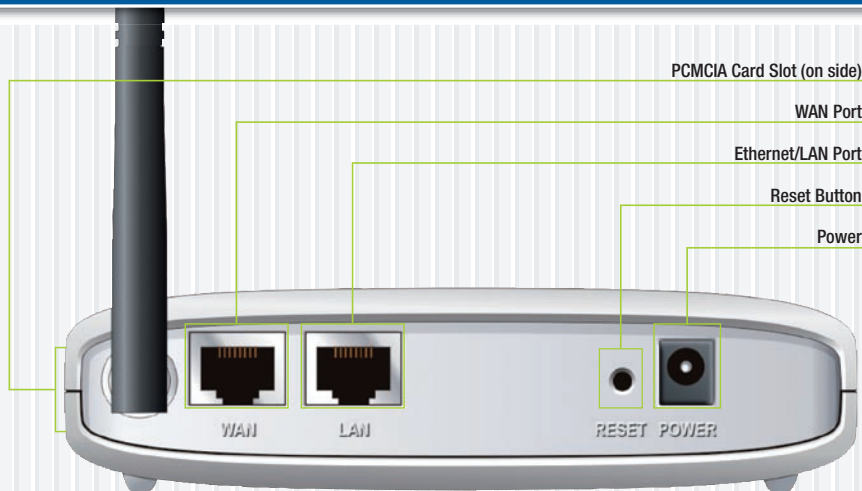 PCMCIA Card Slot (on side)
WAN Port
Ethernet/LAN Port
Reset Button
Power
WAN LAN RESET POWER